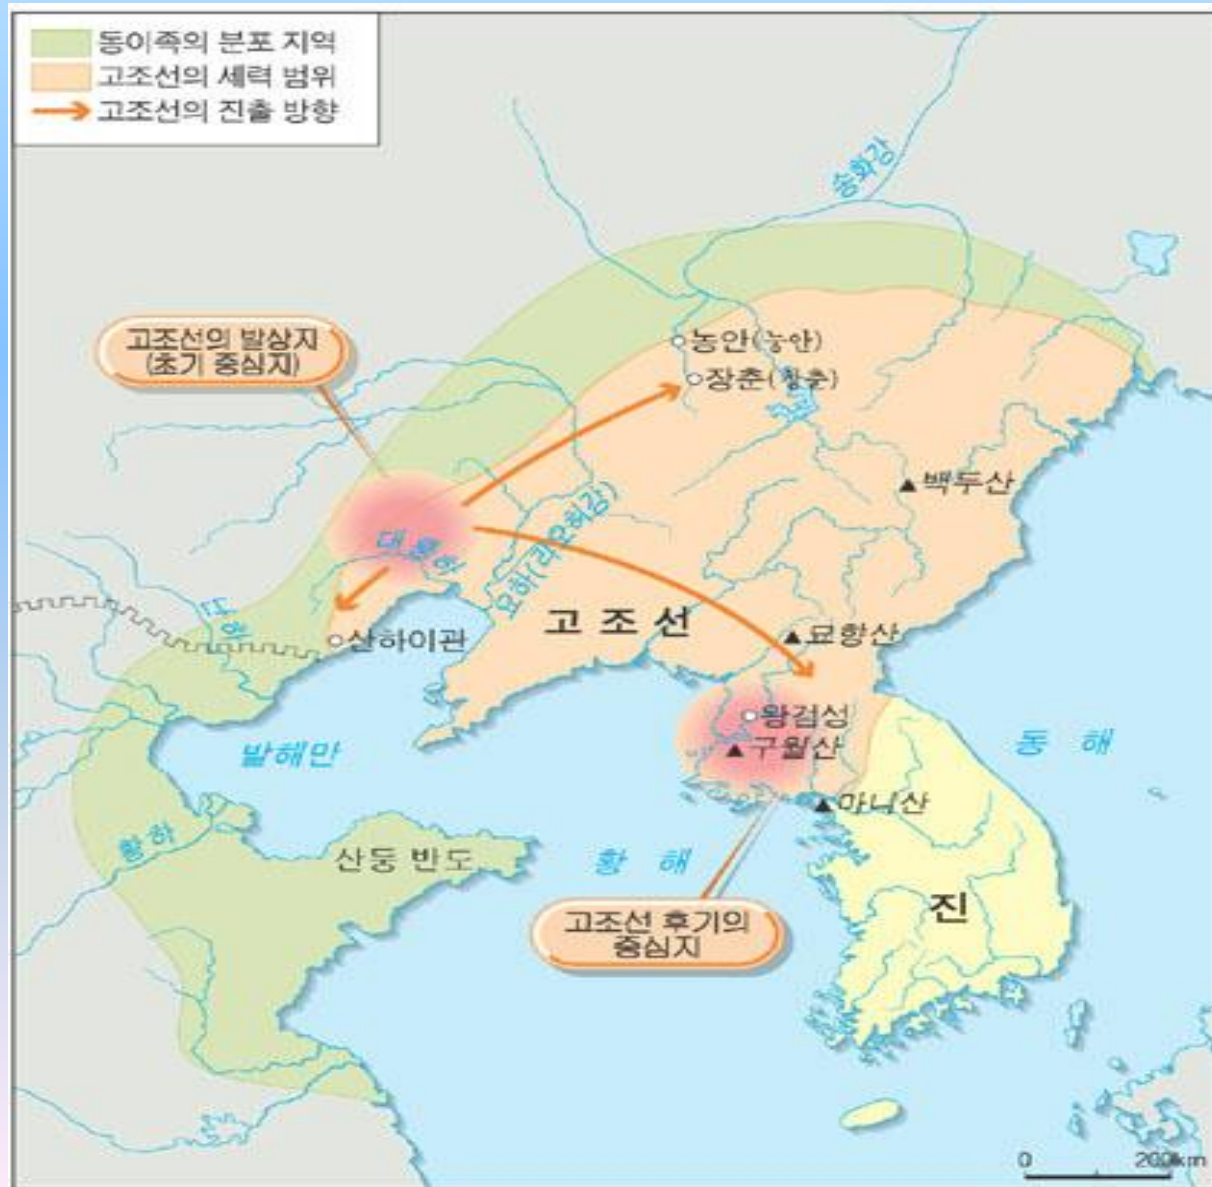 동이족의 분포 지역
고조선의 세력 범위
고조선의 진출 방향
송화강
고조선의 발상지
(초기 중심지)
농안(눙안)
장춘(창춘)
백두산
대릉하
요하(랴오허강)
난하
산하이관
고 조 선
묘향산
왕검성
구월산
발해만
동 해
마니산
황하
산둥 반도
황 해
고조선 후기의
중심지
진
0 200km